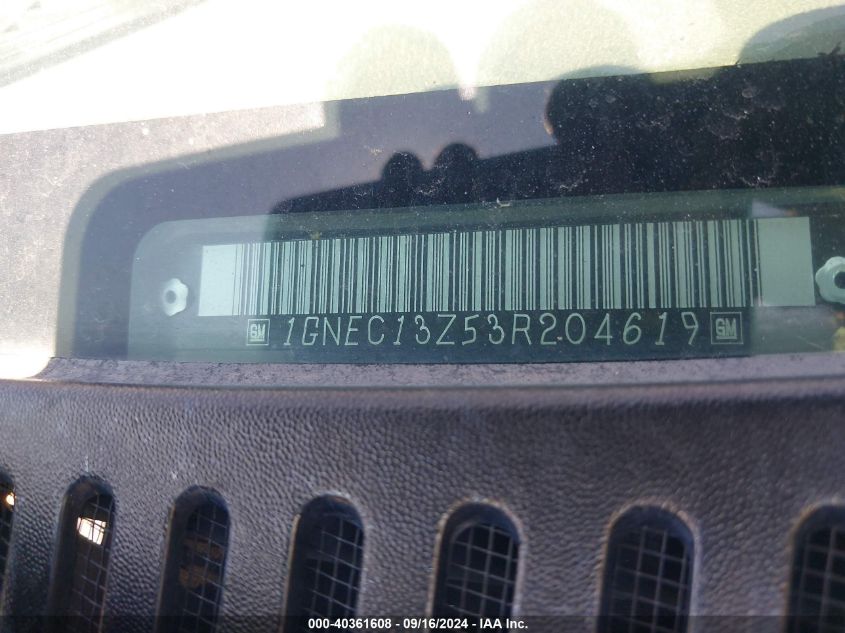 GM 1GNEC13Z53R204619 GM
000-40361608 - 09/16/2024 - IAA Inc.